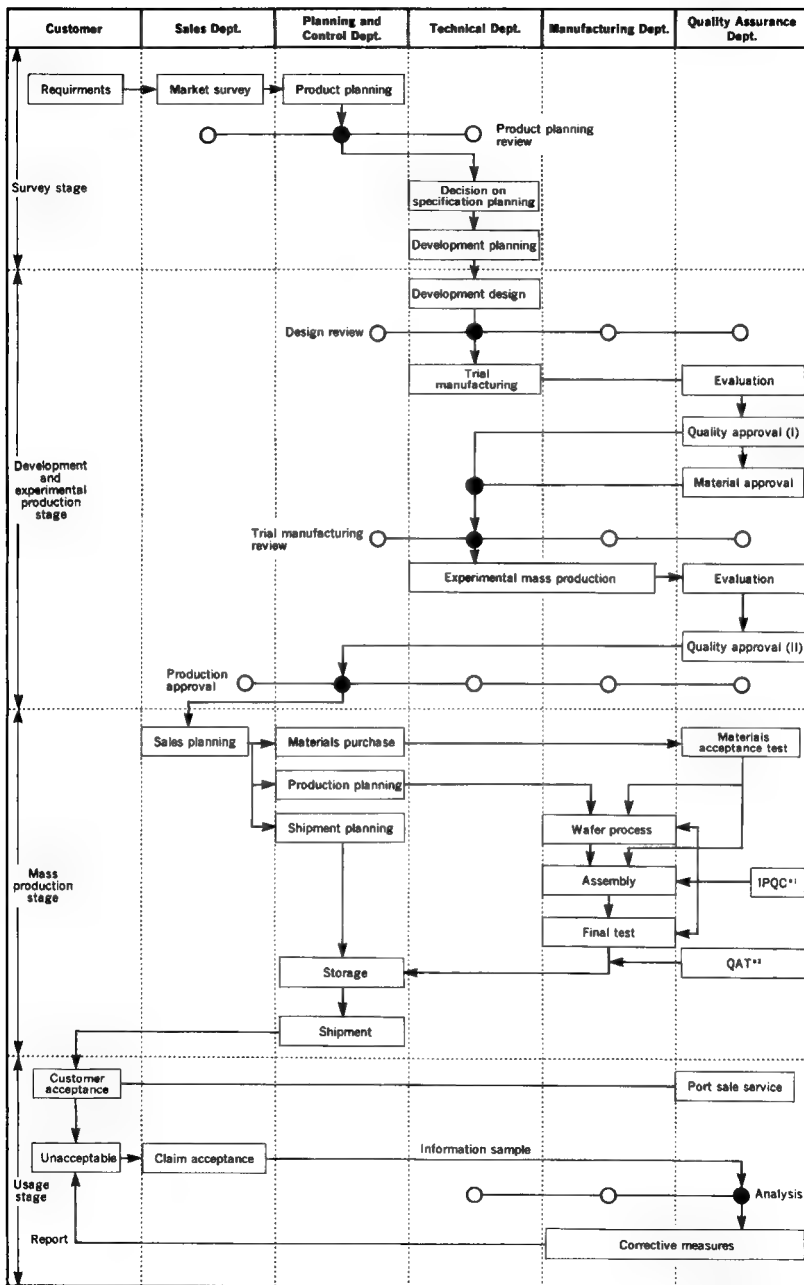 Customer
Sales Dept.
Planning and
Control Dept.
Technical Dept.
Manufacturing Dept.
Quality Assurance
Dept.
Requirments
Market survey
Product planning
Product planning
review
Survey stage
Decision on
specification planning
Development planning
Development design
Design review
Trial
manufacturing
Evaluation
Quality approval (I)
Development
and
experimental
production
stage
Material approval
Trial manufacturing
review
Experimental mass production
Evaluation
Quality approval (II)
Production
approval
Sales planning
Materials purchase
Materials
acceptance test
Production planning
Shipment planning
Wafer process
Mass
production
stage
Assembly
IPQC*1
Final test
Storage
QAT*2
Shipment
Customer
acceptance
Port sale service
Unacceptable
Claim acceptance
Information sample
Usage
stage
Analysis
Report
Corrective measures